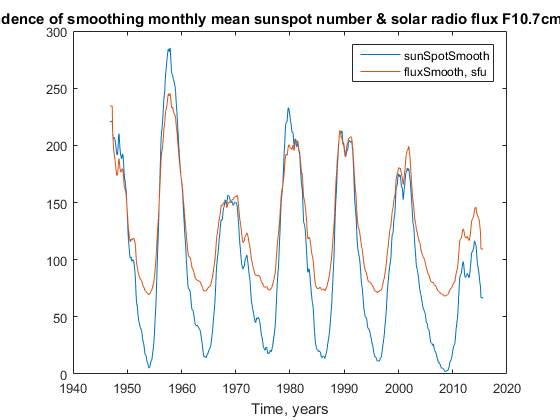 dence of smoothing monthly mean sunspot number & solar radio flux F10.7cm
sunSpotSmooth
fluxSmooth, sfu
300
250
200
150
100
50
0
1940 1950 1960 1970 1980 1990 2000 2010 2020
Time, years